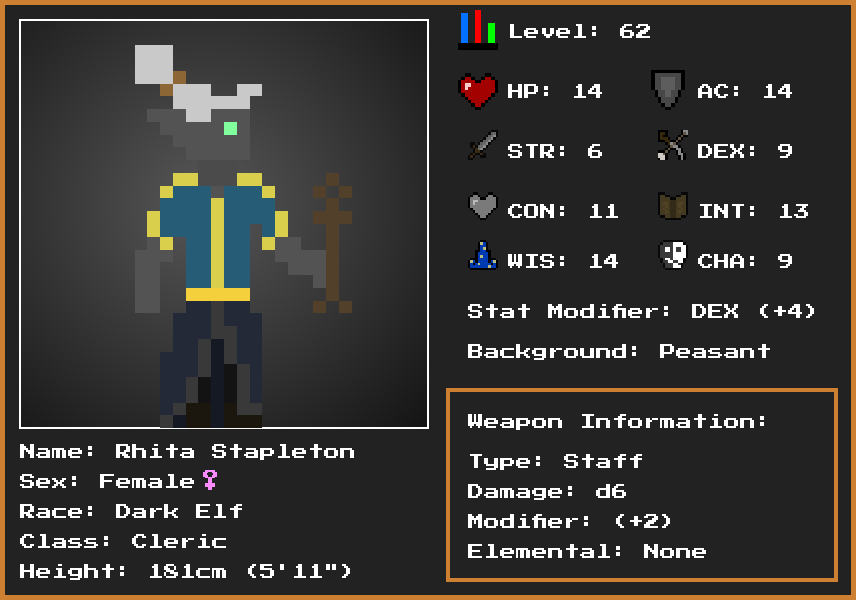 Level: 62
HP: 14 AC: 14
STR: 6 DEX: 9
CON: 11 INT: 13
WIS: 14 CHA: 9
Stat Modifier: DEX (+4)
Background: Peasant
Weapon Information:
Type: Staff
Damage: d6
Modifier: (+2)
Elemental: None
Name: Rhita Stapleton
Sex: Female♀
Race: Dark Elf
Class: Cleric
Height: 181cm (5'11")